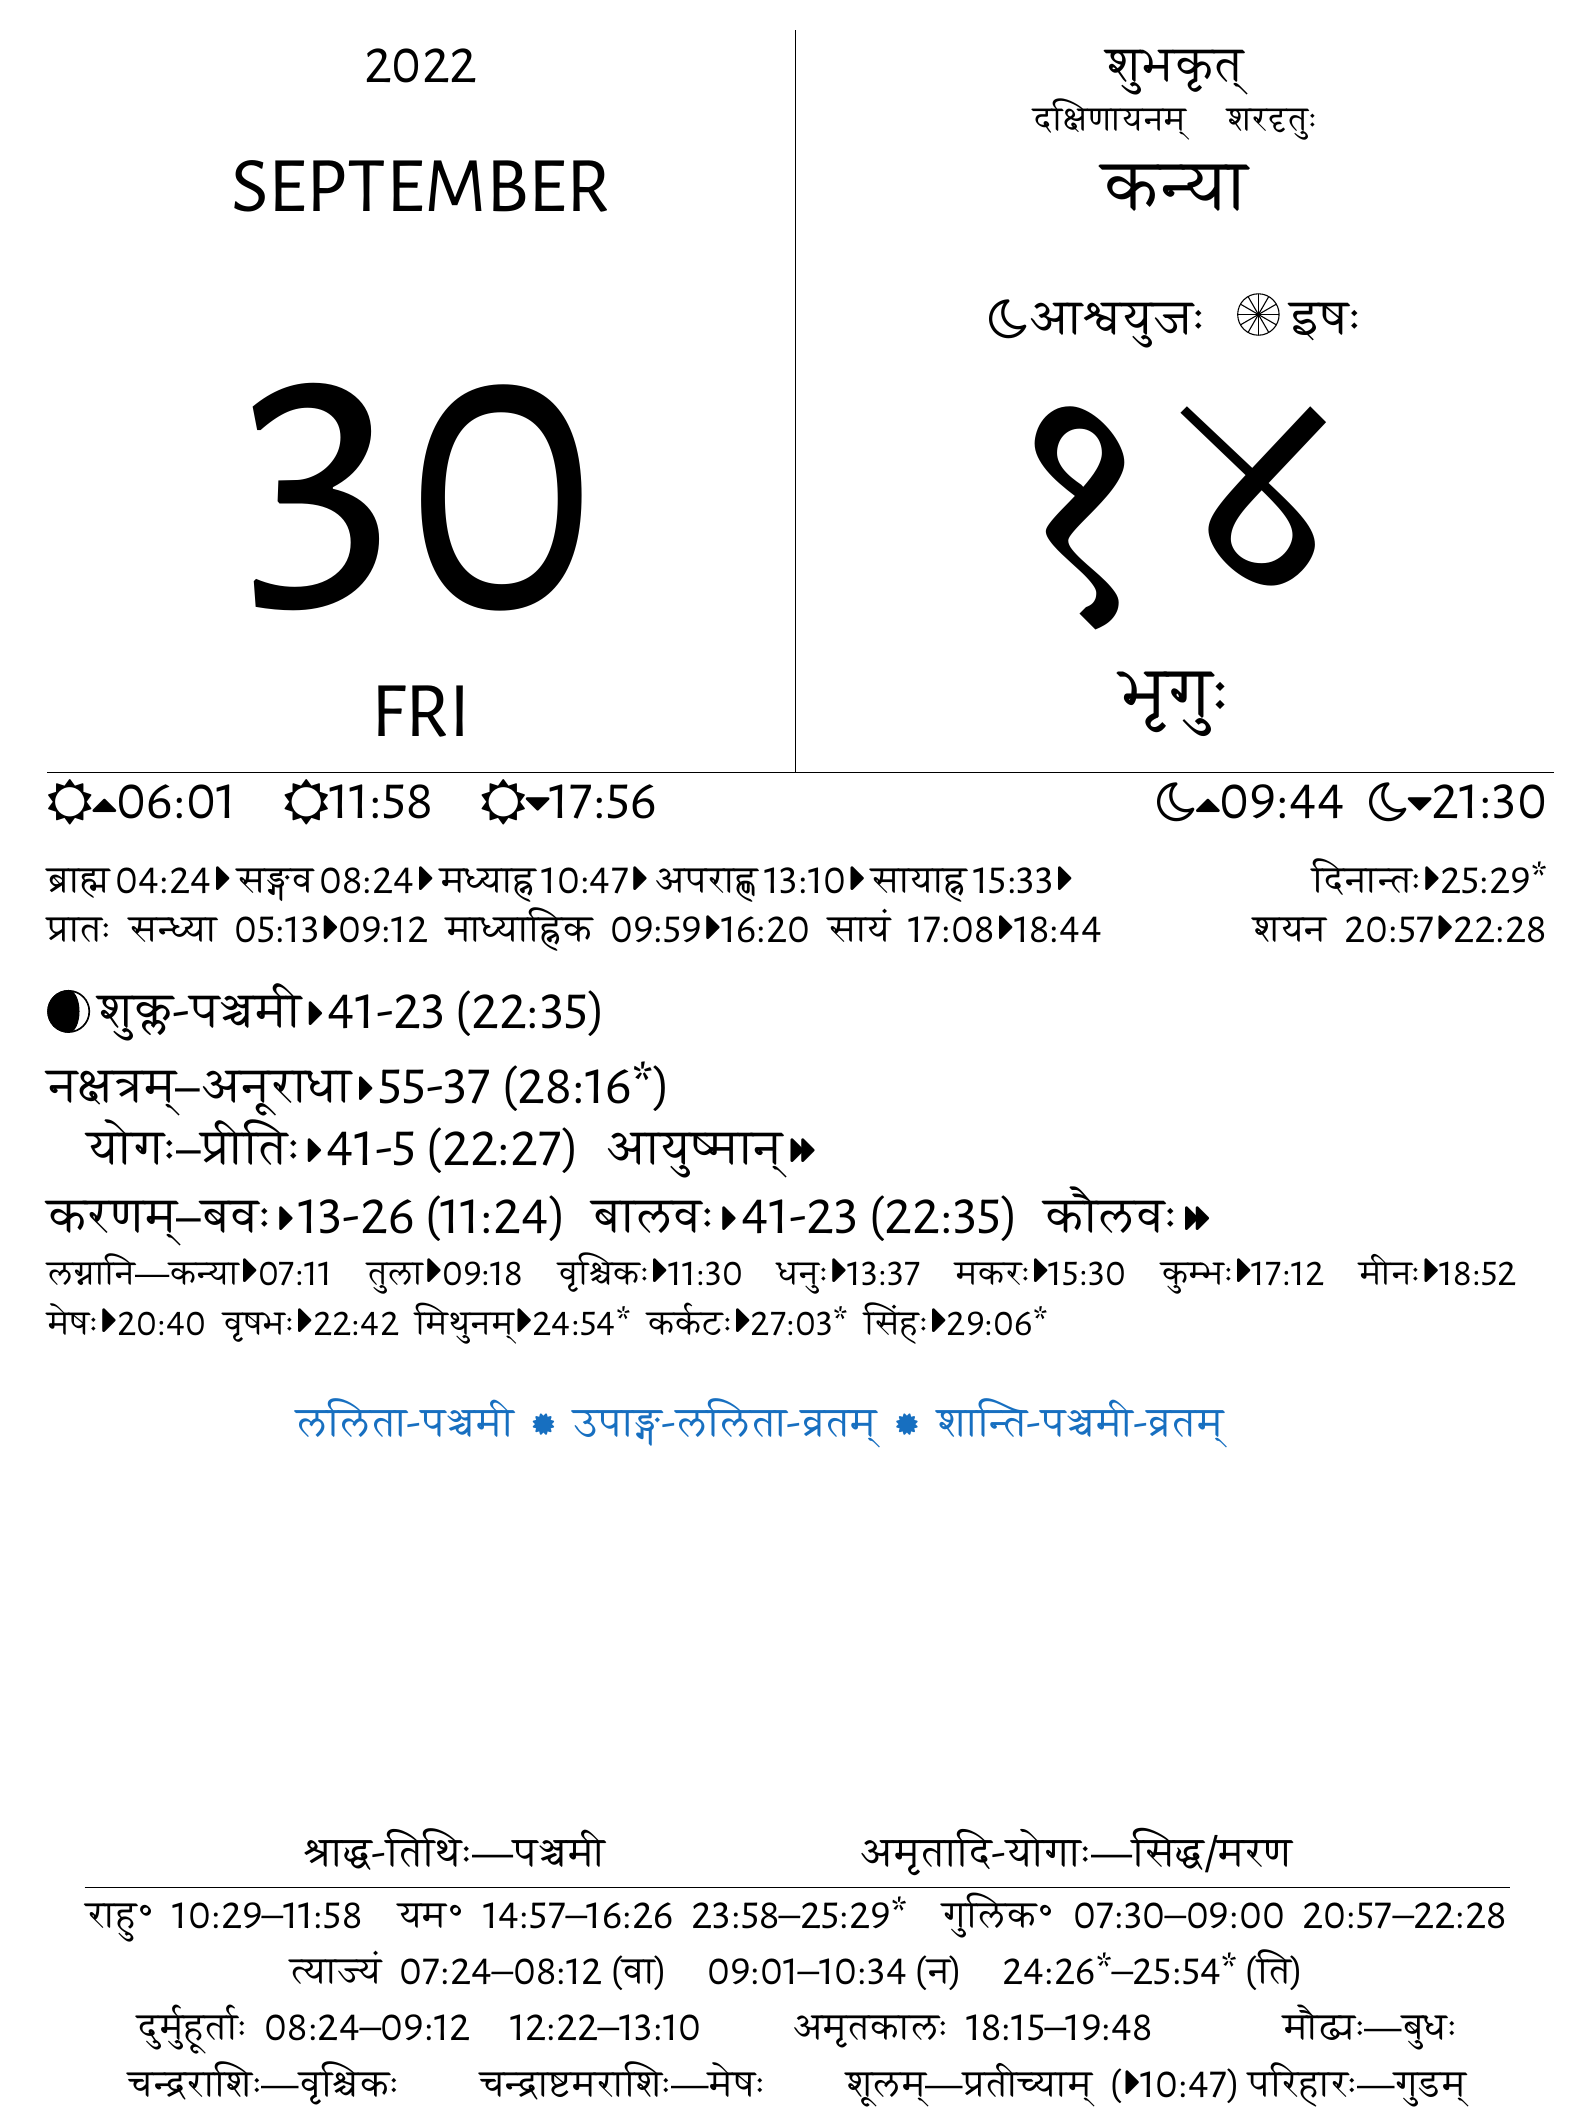 2022
SEPTEMBER
30
FRI
शुभकृत्
दक्षिणायनम् शरदृतुः
कन्या
आश्वयुजः इषः
१४
भृगुः
06:01 11:58 17:56 09:44 21:30
ब्राह्म 04:24 सङ्गव 08:24 मध्याह्न 10:47 अपराह्ण 13:10 सायाह्न 15:33 दिनान्तः 25:29*
प्रातः सन्ध्या 05:13 09:12 माध्याह्निक 09:59 16:20 सायं 17:08 18:44 शयन 20:57 22:28
शुक्ल-पञ्चमी 41-23 (22:35)
नक्षत्रम्–अनूराधा 55-37 (28:16*)
योगः–प्रीतिः 41-5 (22:27) आयुष्मान्
करणम्–बवः 13-26 (11:24) बालवः 41-23 (22:35) कौलवः
लग्नानि—कन्या 07:11 तुला 09:18 वृश्चिकः 11:30 धनुः 13:37 मकरः 15:30 कुम्भः 17:12 मीनः 18:52
मेषः 20:40 वृषभः 22:42 मिथुनम् 24:54* कर्कटः 27:03* सिंहः 29:06*
ललिता-पञ्चमी ✹ उपाङ्ग-ललिता-व्रतम् ✹ शान्ति-पञ्चमी-व्रतम्
श्राद्ध-तिथिः—पञ्चमी अमृतादि-योगाः—सिद्ध/मरण
राहु॰ 10:29–11:58 यम॰ 14:57–16:26 23:58–25:29* गुलिक॰ 07:30–09:00 20:57–22:28
त्याज्यं 07:24–08:12 (वा) 09:01–10:34 (न) 24:26*–25:54* (ति)
दुर्मुहूर्ताः 08:24–09:12 12:22–13:10 अमृतकालः 18:15–19:48 मौढ्यः—बुधः
चन्द्रराशिः—वृश्चिकः चन्द्राष्टमराशिः—मेषः शूलम्—प्रतीच्याम् (10:47) परिहारः—गुडम्